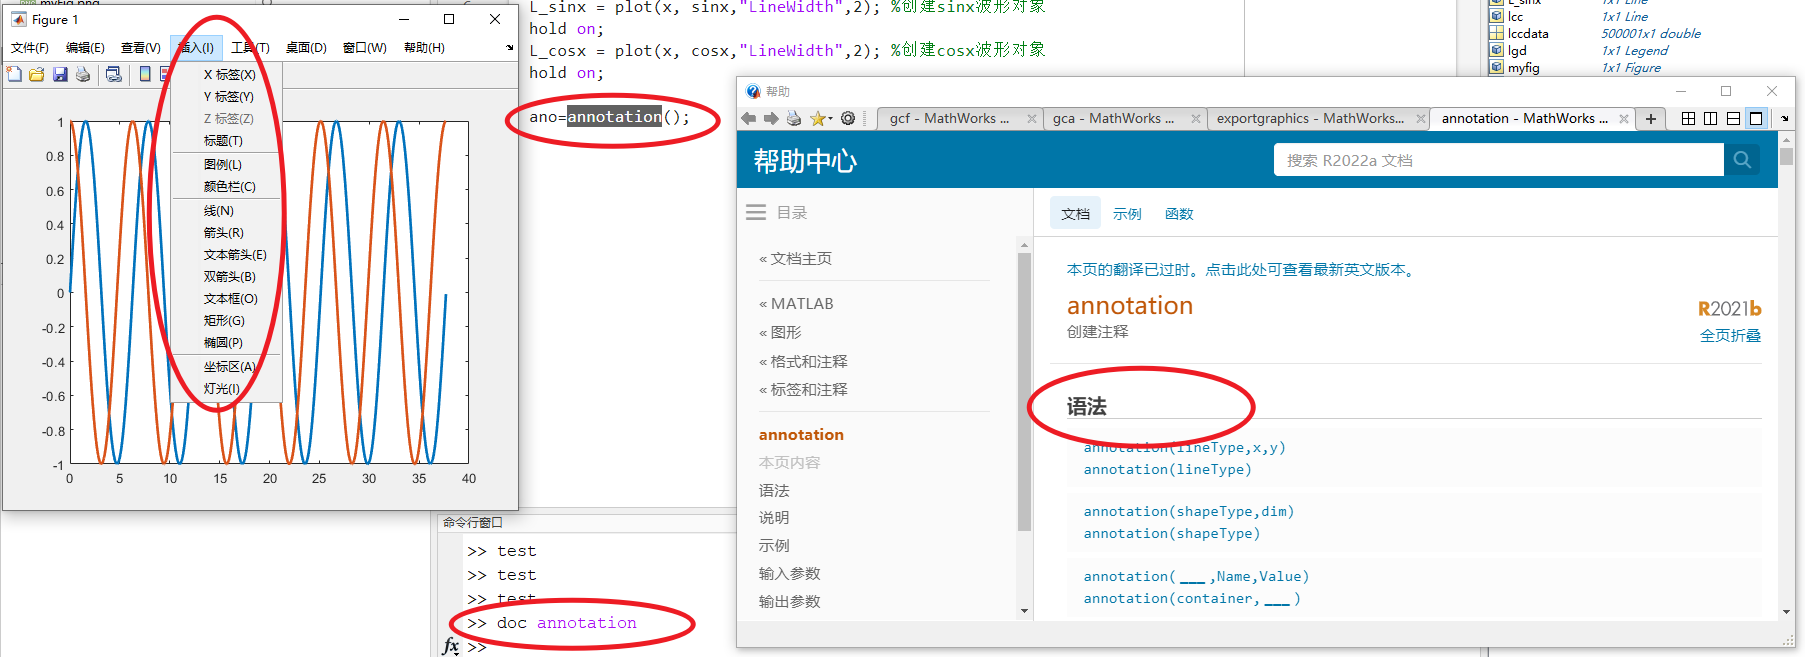 myfig.png
Figure 1
文件(F) 编辑(E) 查看(V) 插入(I) 工具(T) 桌面(D) 窗口(W) 帮助(H)
X 标签(X)
Y 标签(Y)
Z 标签(Z)
标题(T)
图例(L)
颜色栏(C)
线(N)
箭头(R)
文本箭头(E)
双箭头(B)
文本框(O)
矩形(G)
椭圆(P)
坐标区(A)
灯光(I)
1
0.8
0.6
0.4
0.2
0
-0.2
-0.4
-0.6
-0.8
-1
0 5 10 15 20 25 30 35 40
L_sinx = plot(x, sinx,"LineWidth",2); %创建sinx波形对象
hold on;
L_cosx = plot(x, cosx,"LineWidth",2); %创建cosx波形对象
hold on;
ano=annotation();
命令行窗口
>> test
>> test
>> test
>> doc annotation
fx >>
L_sinx 1x1 Line
lcc 1x1 Line
lccdata 500001x1 double
lgd 1x1 Legend
myfig 1x1 Figure
帮助
gcf - MathWorks ... gca - MathWorks ... exportgraphics - MathWorks... annotation - MathWorks ...
帮助中心
搜索 R2022a 文档
目录
« 文档主页
« MATLAB
« 图形
« 格式和注释
« 标签和注释
annotation
本页内容
语法
说明
示例
输入参数
输出参数
文档 示例 函数
本页的翻译已过时。点击此处可查看最新英文版本。
annotation
R2021b
创建注释
全页折叠
语法
annotation(lineType,x,y)
annotation(lineType)
annotation(shapeType,dim)
annotation(shapeType)
annotation(___,Name,Value)
annotation(container,___)